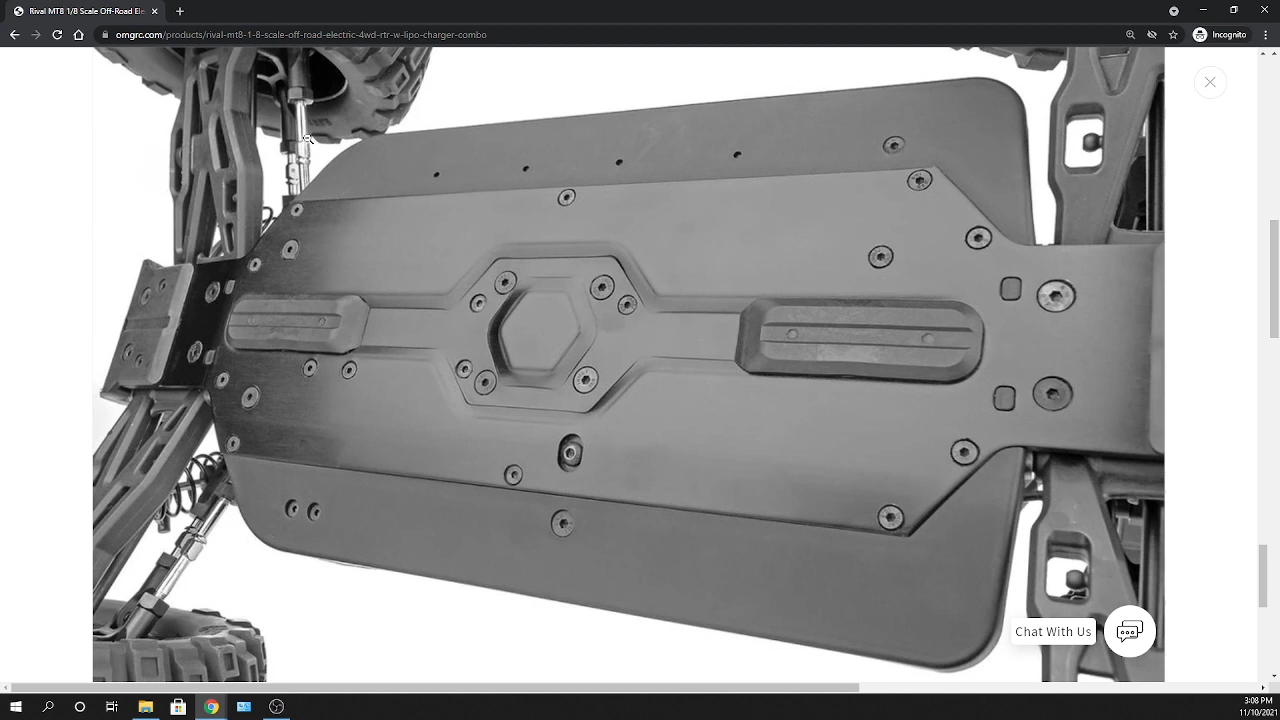 Rival MT8 1/8 Scale Off-Road Ele
omgrc.com/products/rival-mt8-1-8-scale-off-road-electric-4wd-rtr-w-lipo-charger-combo
Incognito
Chat With Us
3:08 PM
11/10/2021